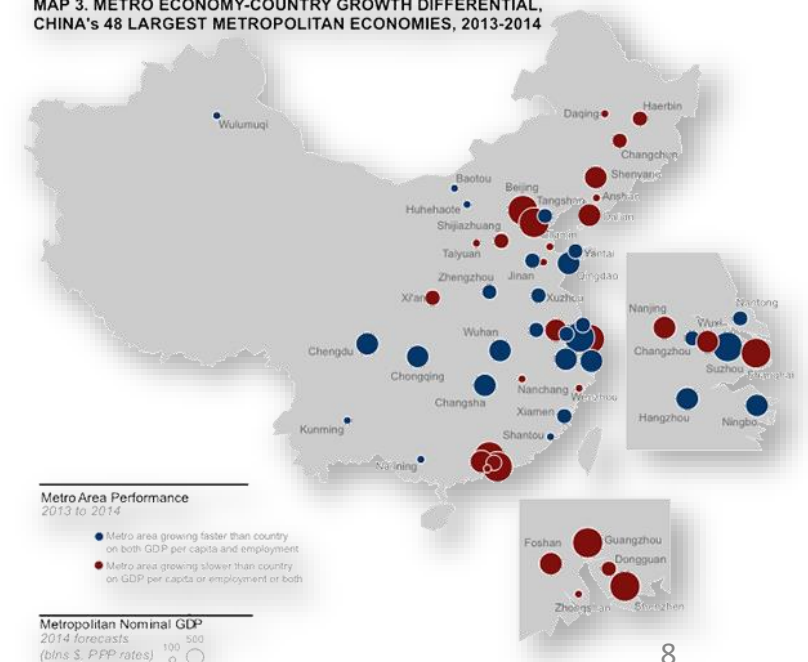 MAP 3. METRO ECONOMY-COUNTRY GROWTH DIFFERENTIAL,
CHINA's 48 LARGEST METROPOLITAN ECONOMIES, 2013-2014
Wulumuqi
Daqing
Haerbin
Changchun
Shenyang
Anshan
Dalian
Baotou
Beijing
Tangshan
Huhehaote
Shijiazhuang
Taiyuan
Yantai
Jinan
Qingdao
Zhengzhou
Xi'an
Xuzhou
Wuhan
Chengdu
Chongqing
Changsha
Nanchang
Wenzhou
Xiamen
Shantou
Kunming
Nanning
Nantong
Nanjing
Wuxi
Changzhou
Suzhou
Shanghai
Hangzhou
Ningbo
Metro Area Performance
2013 to 2014
Metro area growing faster than country
on both GDP per capita and employment
Metro area growing slower than country
on GDP per capita or employment or both
Foshan
Guangzhou
Dongguan
Zhongshan
Shenzhen
Metropolitan Nominal GDP
2014 forecasts
(blns $, PPP rates)
100
500
8